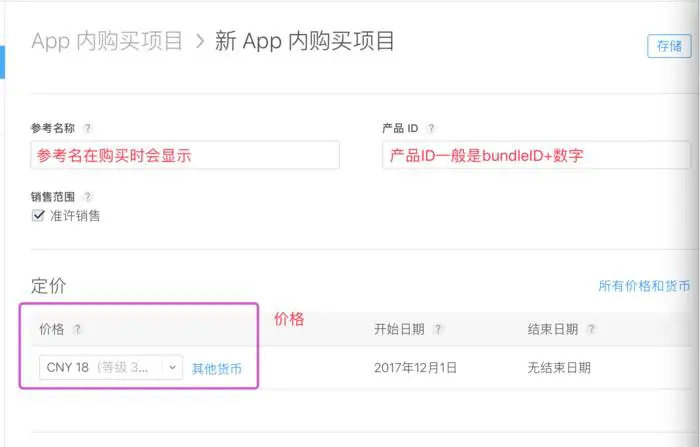 App 内购买项目 > 新 App 内购买项目
存储
参考名称 ? 产品 ID ?
参考名在购买时会显示 产品ID一般是bundleID+数字
销售范围 ?
准许销售
定价 所有价格和货币
价格 ? 价格 开始日期 ? 结束日期 ?
CNY 18 (等级 3... 其他货币 2017年12月1日 无结束日期